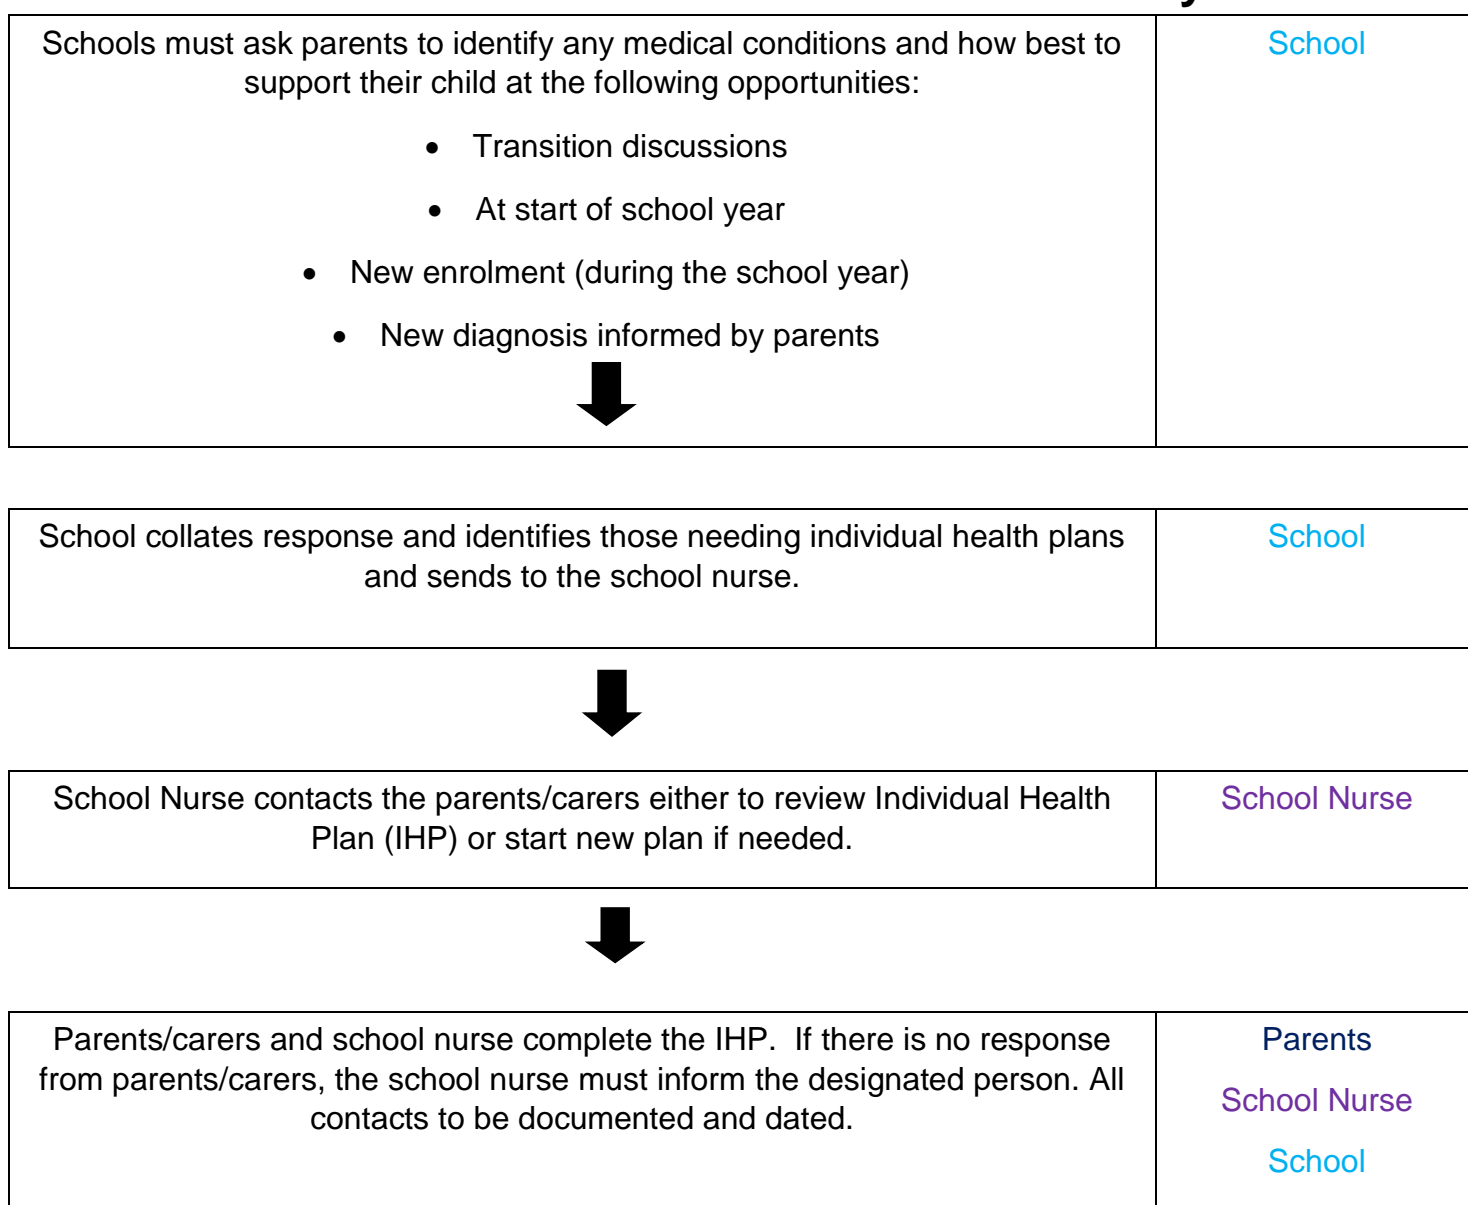 Schools must ask parents to identify any medical conditions and how best to
support their child at the following opportunities:
• Transition discussions
• At start of school year
• New enrolment (during the school year)
• New diagnosis informed by parents
School
School collates response and identifies those needing individual health plans
and sends to the school nurse.
School
School Nurse contacts the parents/carers either to review Individual Health
Plan (IHP) or start new plan if needed.
School Nurse
Parents/carers and school nurse complete the IHP.  If there is no response
from parents/carers, the school nurse must inform the designated person. All
contacts to be documented and dated.
Parents
School Nurse
School